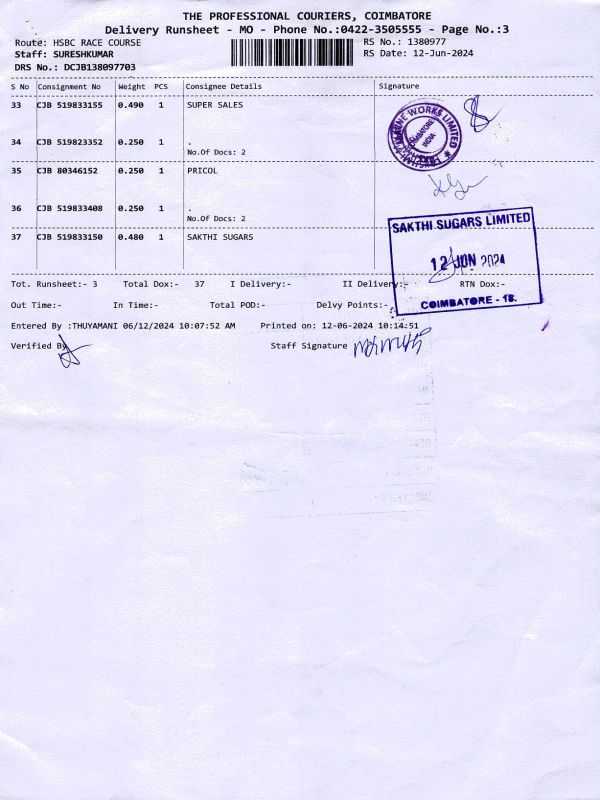 THE PROFESSIONAL COURIERS, COIMBATORE
Delivery Runsheet - MO - Phone No.:0422-3505555 - Page No.:3
Route: HSBC RACE COURSE
RS No.: 1380977
Staff: SURESHKUMAR
RS Date: 12-Jun-2024
DRS No.: DCJB138097703
S No Consignment No Weight PCS Consignee Details Signature
33 CJB 519833155 0.490 1 SUPER SALES
34 CJB 519823352 0.250 1 .
No.Of Docs: 2
35 CJB 80346152 0.250 1 PRICOL
36 CJB 519833408 0.250 1 .
No.Of Docs: 2
37 CJB 519833150 0.480 1 SAKTHI SUGARS
WORKS LIMITED
COIMBATORE
INDIA
SAKTHI SUGARS LIMITED
12 JUN 2024
COIMBATORE - 18.
Tot. Runsheet:- 3 Total Dox:- 37 I Delivery:- II Delivery:- RTN Dox:-
Out Time:- In Time:- Total POD:- Delvy Points:-
Entered By :THUYAMANI 06/12/2024 10:07:52 AM Printed on: 12-06-2024 10:14:51
Verified By
Staff Signature